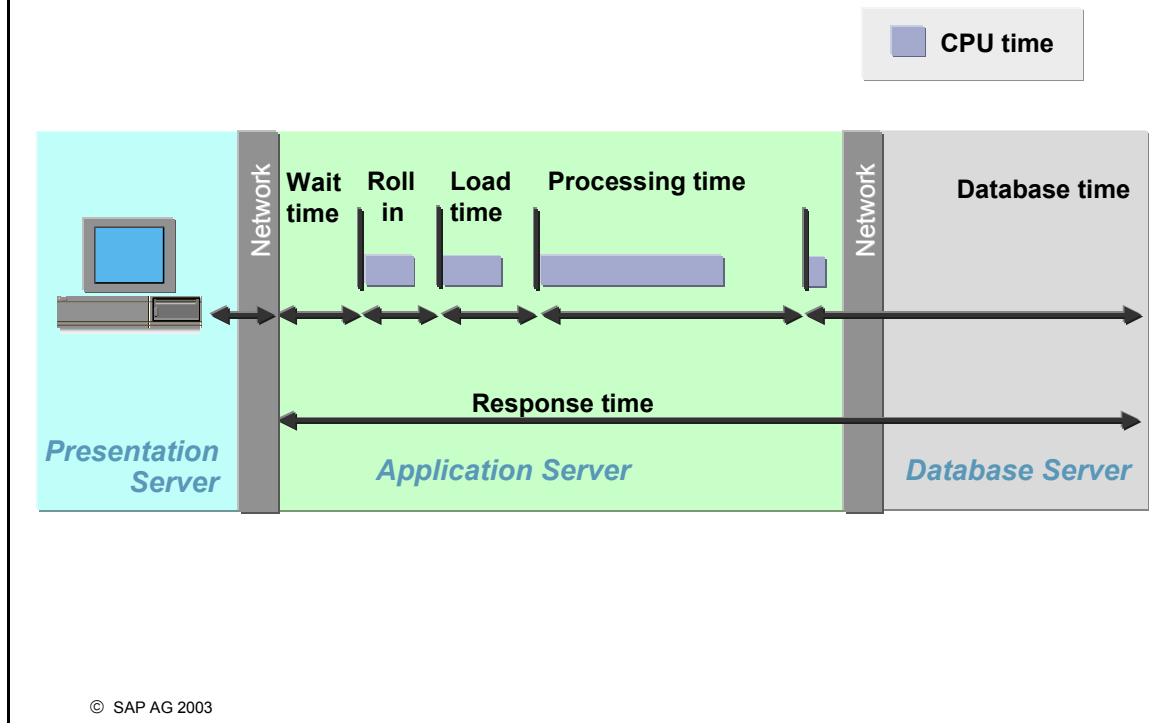 CPU time
Network
Wait
time
Roll
in
Load
time
Processing time
Network
Database time
Response time
Presentation
Server
Application Server
Database Server
© SAP AG 2003